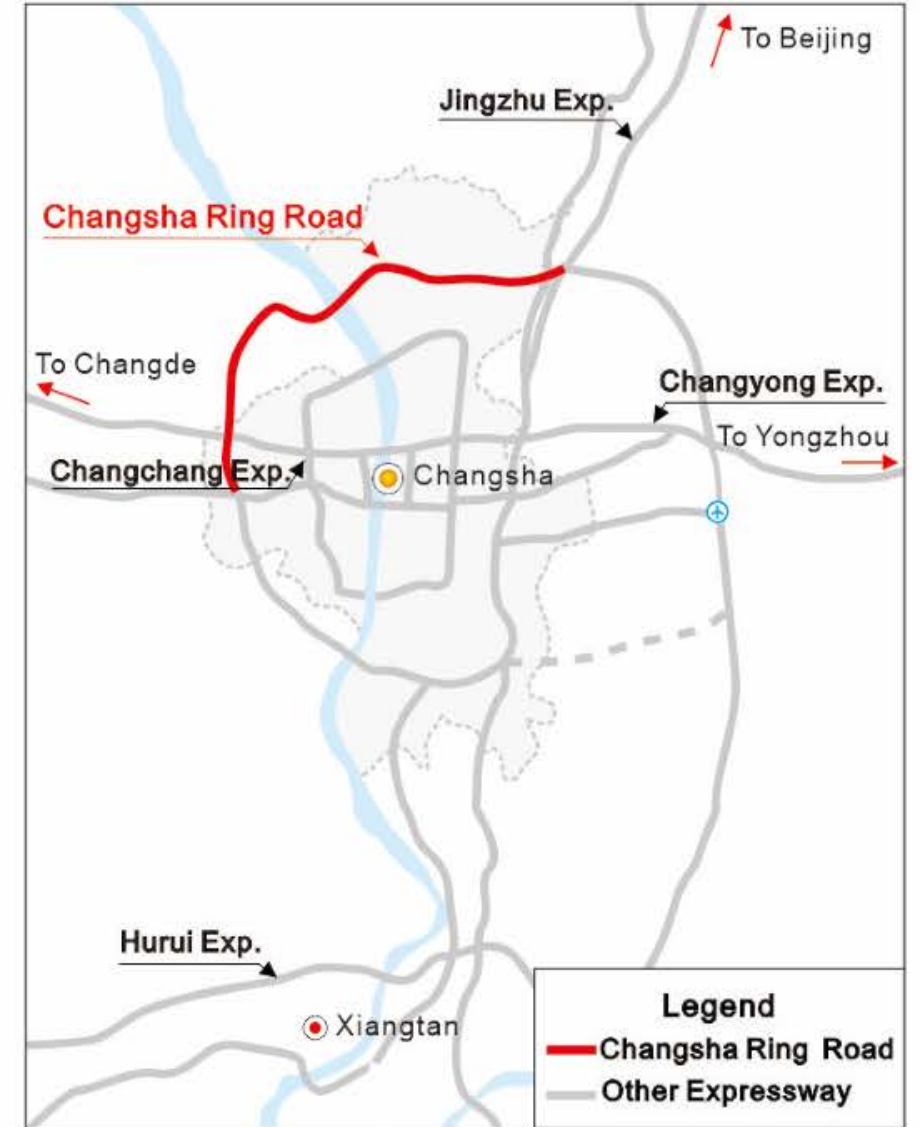 To Beijing
Jingzhu Exp.
Changsha Ring Road
To Changde
Changyong Exp.
To Yongzhou
Changchang Exp.
Changsha
Hurui Exp.
Xiangtan
Legend
Changsha Ring Road
Other Expressway